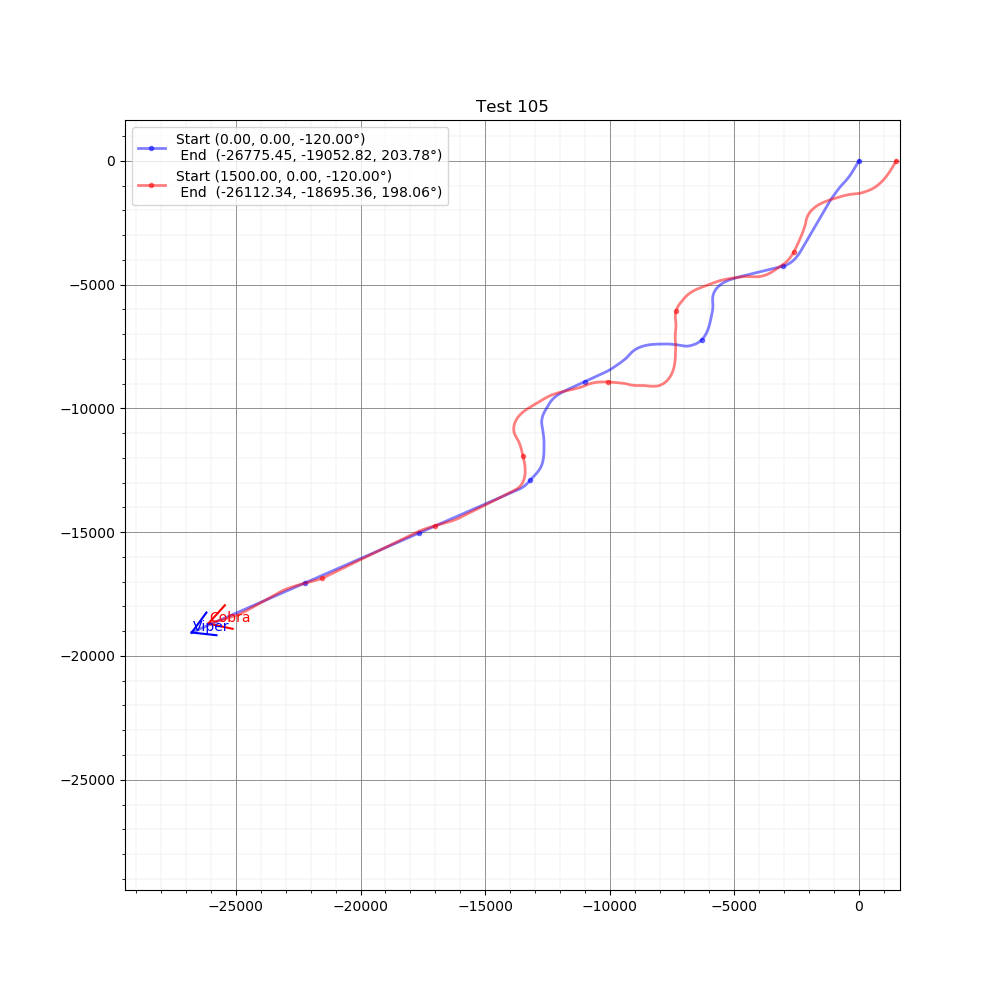 Test 105
Start (0.00, 0.00, -120.00°)
End (-26775.45, -19052.82, 203.78°)
Start (1500.00, 0.00, -120.00°)
End (-26112.34, -18695.36, 198.06°)
0
−5000
−10000
−15000
−20000
−25000
Cobra
Viper
−25000 −20000 −15000 −10000 −5000 0